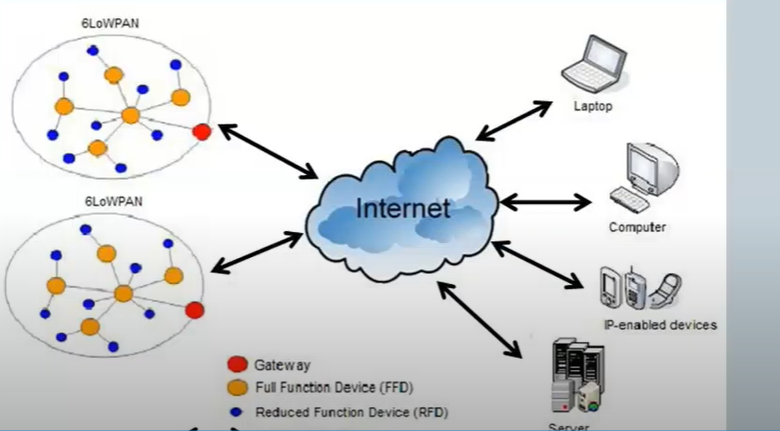 6LoWPAN
Laptop
6LoWPAN
Internet
Computer
IP-enabled devices
Gateway
Full Function Device (FFD)
Reduced Function Device (RFD)
Server